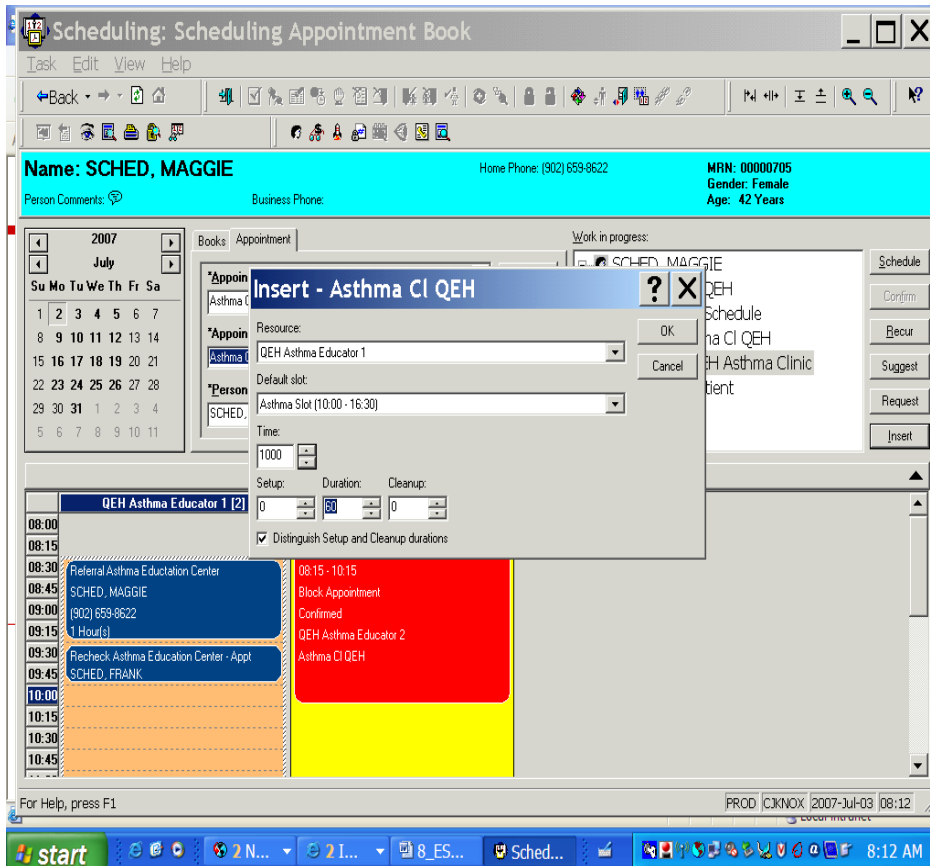 Scheduling: Scheduling Appointment Book
Task Edit View Help
Back
Name: SCHED, MAGGIE
Home Phone: (902) 659-8622
MRN: 00000705
Gender: Female
Person Comments:
Business Phone:
Age: 42 Years
2007
July
Su Mo Tu We Th Fr Sa
1 2 3 4 5 6 7
8 9 10 11 12 13 14
15 16 17 18 19 20 21
22 23 24 25 26 27 28
29 30 31 1 2 3 4
5 6 7 8 9 10 11
Books Appointment
*Appoin
Asthma
*Appoin
Asthma
*Person
SCHED,
Work in progress:
SCHED, MAGGIE
QEH
Schedule
na Cl QEH
EH Asthma Clinic
tient
Schedule
Confirm
Recur
Suggest
Request
Insert
Insert - Asthma Cl QEH
Resource:
QEH Asthma Educator 1
Default slot:
Asthma Slot (10:00 - 16:30)
Time:
1000
Setup: Duration: Cleanup:
0 60 0
Distinguish Setup and Cleanup durations
OK
Cancel
QEH Asthma Educator 1 [2]
08:00
08:15
08:30
08:45
09:00
09:15
09:30
09:45
10:00
10:15
10:30
10:45
Referral Asthma Eductation Center
SCHED, MAGGIE
(902) 659-8622
1 Hour(s)
Recheck Asthma Education Center - Appt
SCHED, FRANK
08:15 - 10:15
Block Appointment
Confirmed
QEH Asthma Educator 2
Asthma Cl QEH
For Help, press F1
PROD CJKNOX 2007-Jul-03 08:12
start
2 N...
2 I...
8_ES...
Sched...
8:12 AM